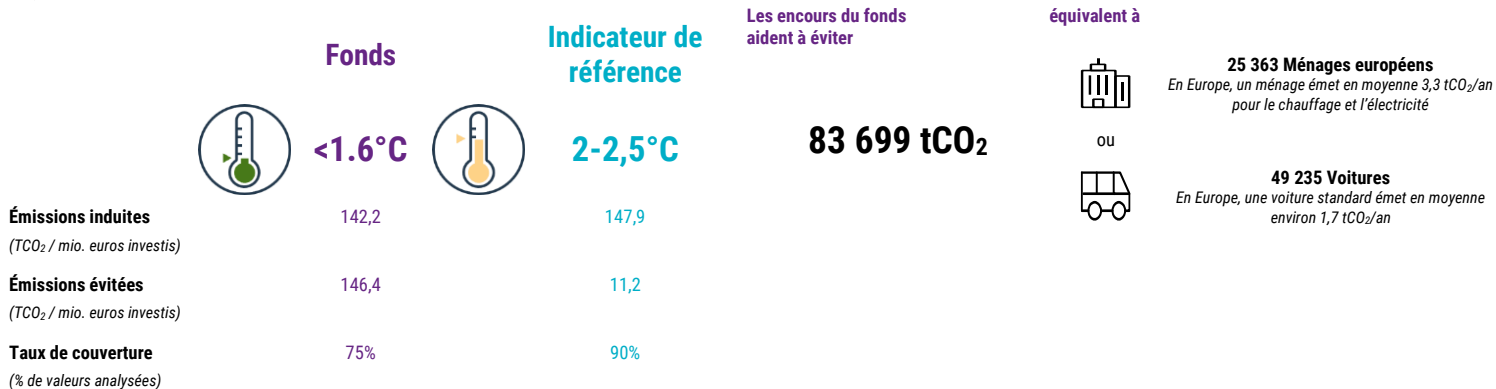 Fonds
Indicateur de
référence
<1.6°C
2-2,5°C
Émissions induites
142,2
147,9
(TCO₂ / mio. euros investis)
Émissions évitées
146,4
11,2
(TCO₂ / mio. euros investis)
Taux de couverture
75%
90%
(% de valeurs analysées)
Les encours du fonds
aident à éviter
83 699 tCO₂
équivalent à
25 363 Ménages européens
En Europe, un ménage émet en moyenne 3,3 tCO₂/an
pour le chauffage et l'électricité
ou
49 235 Voitures
En Europe, une voiture standard émet en moyenne
environ 1,7 tCO₂/an